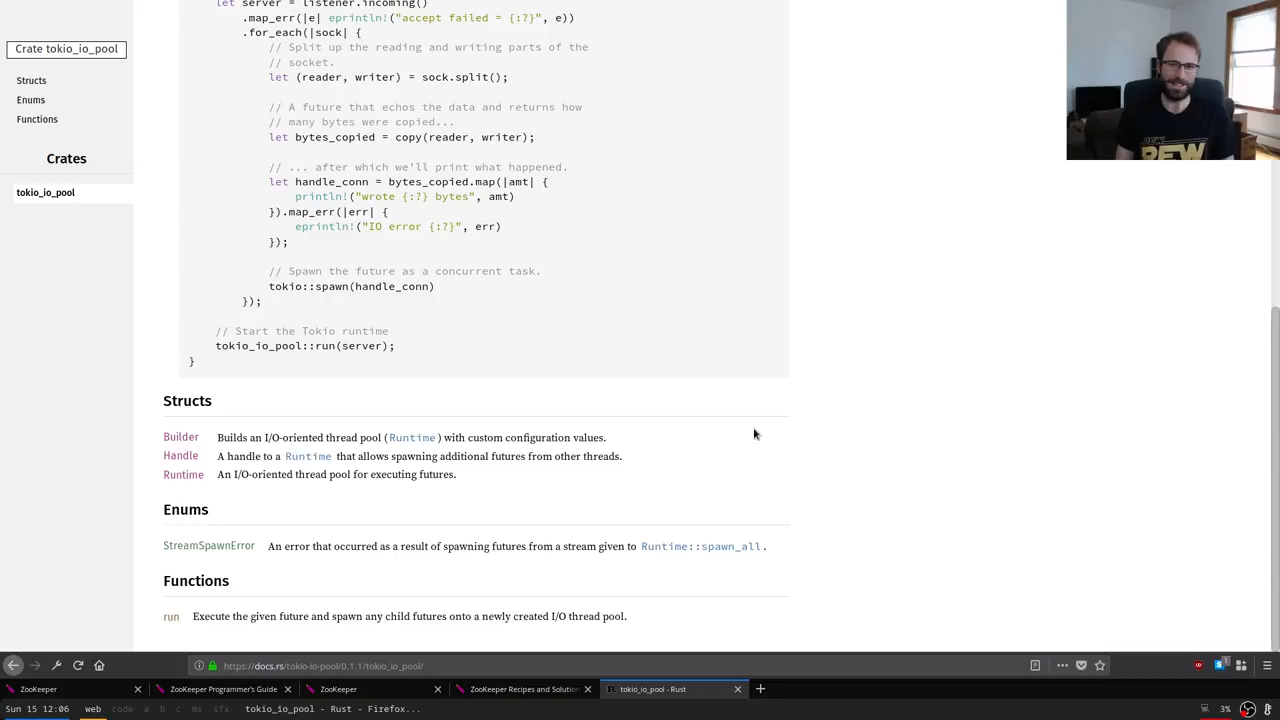 let server = listener.incoming()
.map_err(|e| eprintln!("accept failed = {:?}", e))
.for_each(|sock| {
// Split up the reading and writing parts of the
// socket.
let (reader, writer) = sock.split();
// A future that echos the data and returns how
// many bytes were copied...
let bytes_copied = copy(reader, writer);
// ... after which we'll print what happened.
let handle_conn = bytes_copied.map(|amt| {
println!("wrote {:?} bytes", amt)
}).map_err(|err| {
eprintln!("IO error {:?}", err)
});
// Spawn the future as a concurrent task.
tokio::spawn(handle_conn)
});
// Start the Tokio runtime
tokio_io_pool::run(server);
}
Crate tokio_io_pool
Structs
Enums
Functions
Crates
tokio_io_pool
Structs
Builder Builds an I/O-oriented thread pool (Runtime) with custom configuration values.
Handle A handle to a Runtime that allows spawning additional futures from other threads.
Runtime An I/O-oriented thread pool for executing futures.
Enums
StreamSpawnError An error that occurred as a result of spawning futures from a stream given to Runtime::spawn_all.
Functions
run Execute the given future and spawn any child futures onto a newly created I/O thread pool.
PEW
PEW
https://docs.rs/tokio-io-pool/0.1.1/tokio_io_pool/
ZooKeeper ZooKeeper Programmer's Guide ZooKeeper ZooKeeper Recipes and Solution tokio_io_pool - Rust
Sun 15 12:06 web code a b c mx sfx tokio_io_pool - Rust - Firefox... 3%